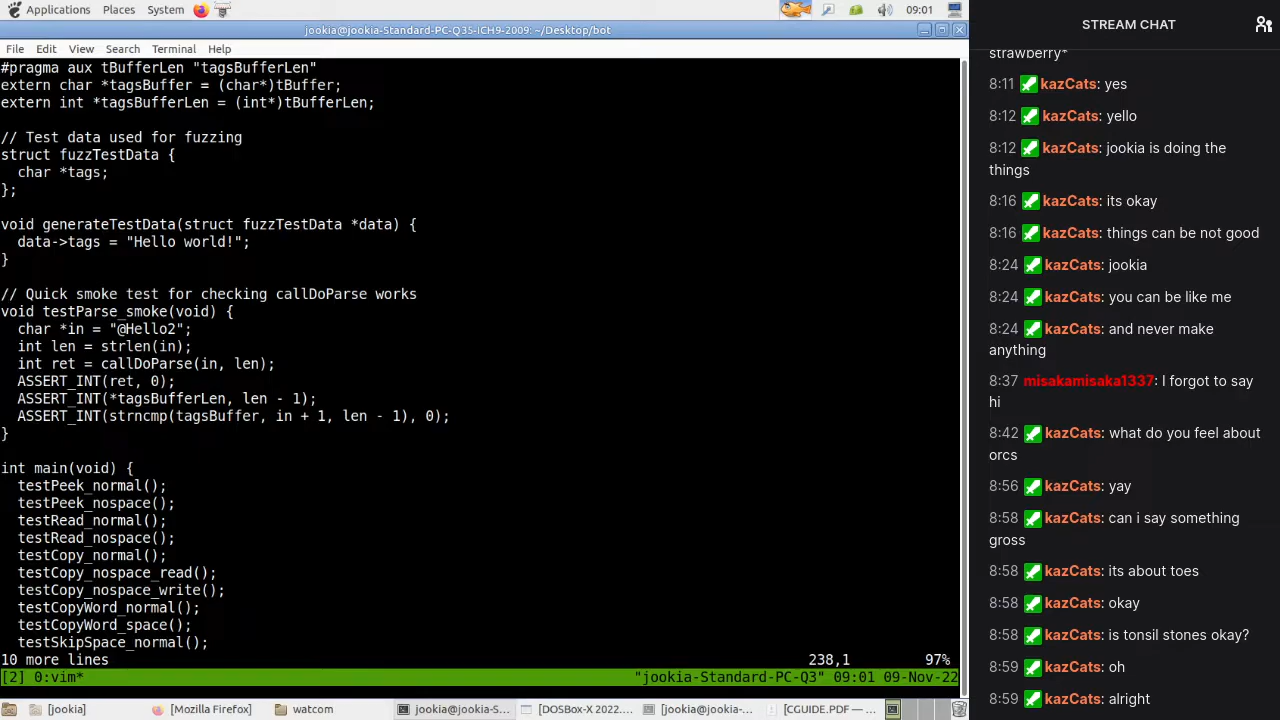 Applications Places System 09:01
jookia@jookia-Standard-PC-Q35-ICH9-2009: ~/Desktop/bot
File Edit View Search Terminal Help
#pragma aux tBufferLen "tagsBufferLen"
extern char *tagsBuffer = (char*)tBuffer;
extern int *tagsBufferLen = (int*)tBufferLen;
// Test data used for fuzzing
struct fuzzTestData {
char *tags;
};
void generateTestData(struct fuzzTestData *data) {
data->tags = "Hello world!";
}
// Quick smoke test for checking callDoParse works
void testParse_smoke(void) {
char *in = "@Hello2";
int len = strlen(in);
int ret = callDoParse(in, len);
ASSERT_INT(ret, 0);
ASSERT_INT(*tagsBufferLen, len - 1);
ASSERT_INT(strncmp(tagsBuffer, in + 1, len - 1), 0);
}
int main(void) {
testPeek_normal();
testPeek_nospace();
testRead_normal();
testRead_nospace();
testCopy_normal();
testCopy_nospace_read();
testCopy_nospace_write();
testCopyWord_normal();
testCopyWord_space();
testSkipSpace_normal();
10 more lines 238,1 97%
[2] 0:vim* "jookia-Standard-PC-Q3" 09:01 09-Nov-22
[jookia] [Mozilla Firefox] watcom jookia@jookia-S... [DOSBox-X 2022.... [jookia@jookia-... [CGUIDE.PDF — ...
STREAM CHAT
strawberry*
8:11 kazCats: yes
8:12 kazCats: yello
8:12 kazCats: jookia is doing the
things
8:16 kazCats: its okay
8:16 kazCats: things can be not good
8:24 kazCats: jookia
8:24 kazCats: you can be like me
8:24 kazCats: and never make
anything
8:37 misakamisaka1337: I forgot to say
hi
8:42 kazCats: what do you feel about
orcs
8:56 kazCats: yay
8:58 kazCats: can i say something
gross
8:58 kazCats: its about toes
8:58 kazCats: okay
8:58 kazCats: is tonsil stones okay?
8:59 kazCats: oh
8:59 kazCats: alright